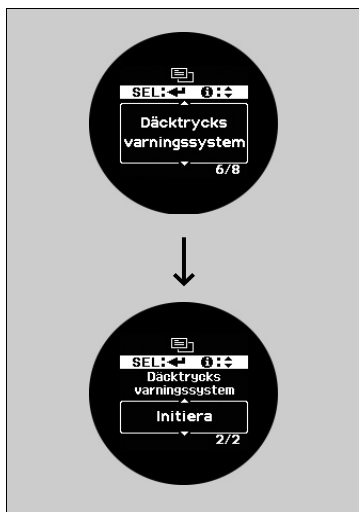 SEL:↵ i:⬍
Däcktrycks
varningssystem
6/8
SEL:↵ i:⬍
Däcktrycks
varningssystem
Initiera
2/2